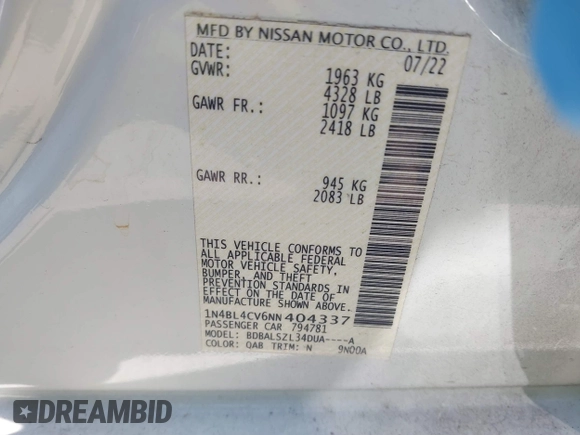 MFD BY NISSAN MOTOR CO., LTD.
DATE: 07/22
GVWR: 1963 KG
4328 LB
GAWR FR.: 1097 KG
2418 LB
GAWR RR.: 945 KG
2083 LB
THIS VEHICLE CONFORMS TO
ALL APPLICABLE FEDERAL
MOTOR VEHICLE SAFETY,
BUMPER, AND THEFT
PREVENTION STANDARDS IN
EFFECT ON THE DATE OF
MANUFACTURE SHOWN ABOVE.
1N4BL4CV6NN404337
PASSENGER CAR 794781
MODEL: BDBALSZL34DUA----A
COLOR: QAB TRIM: N 9N00A
DREAMBID